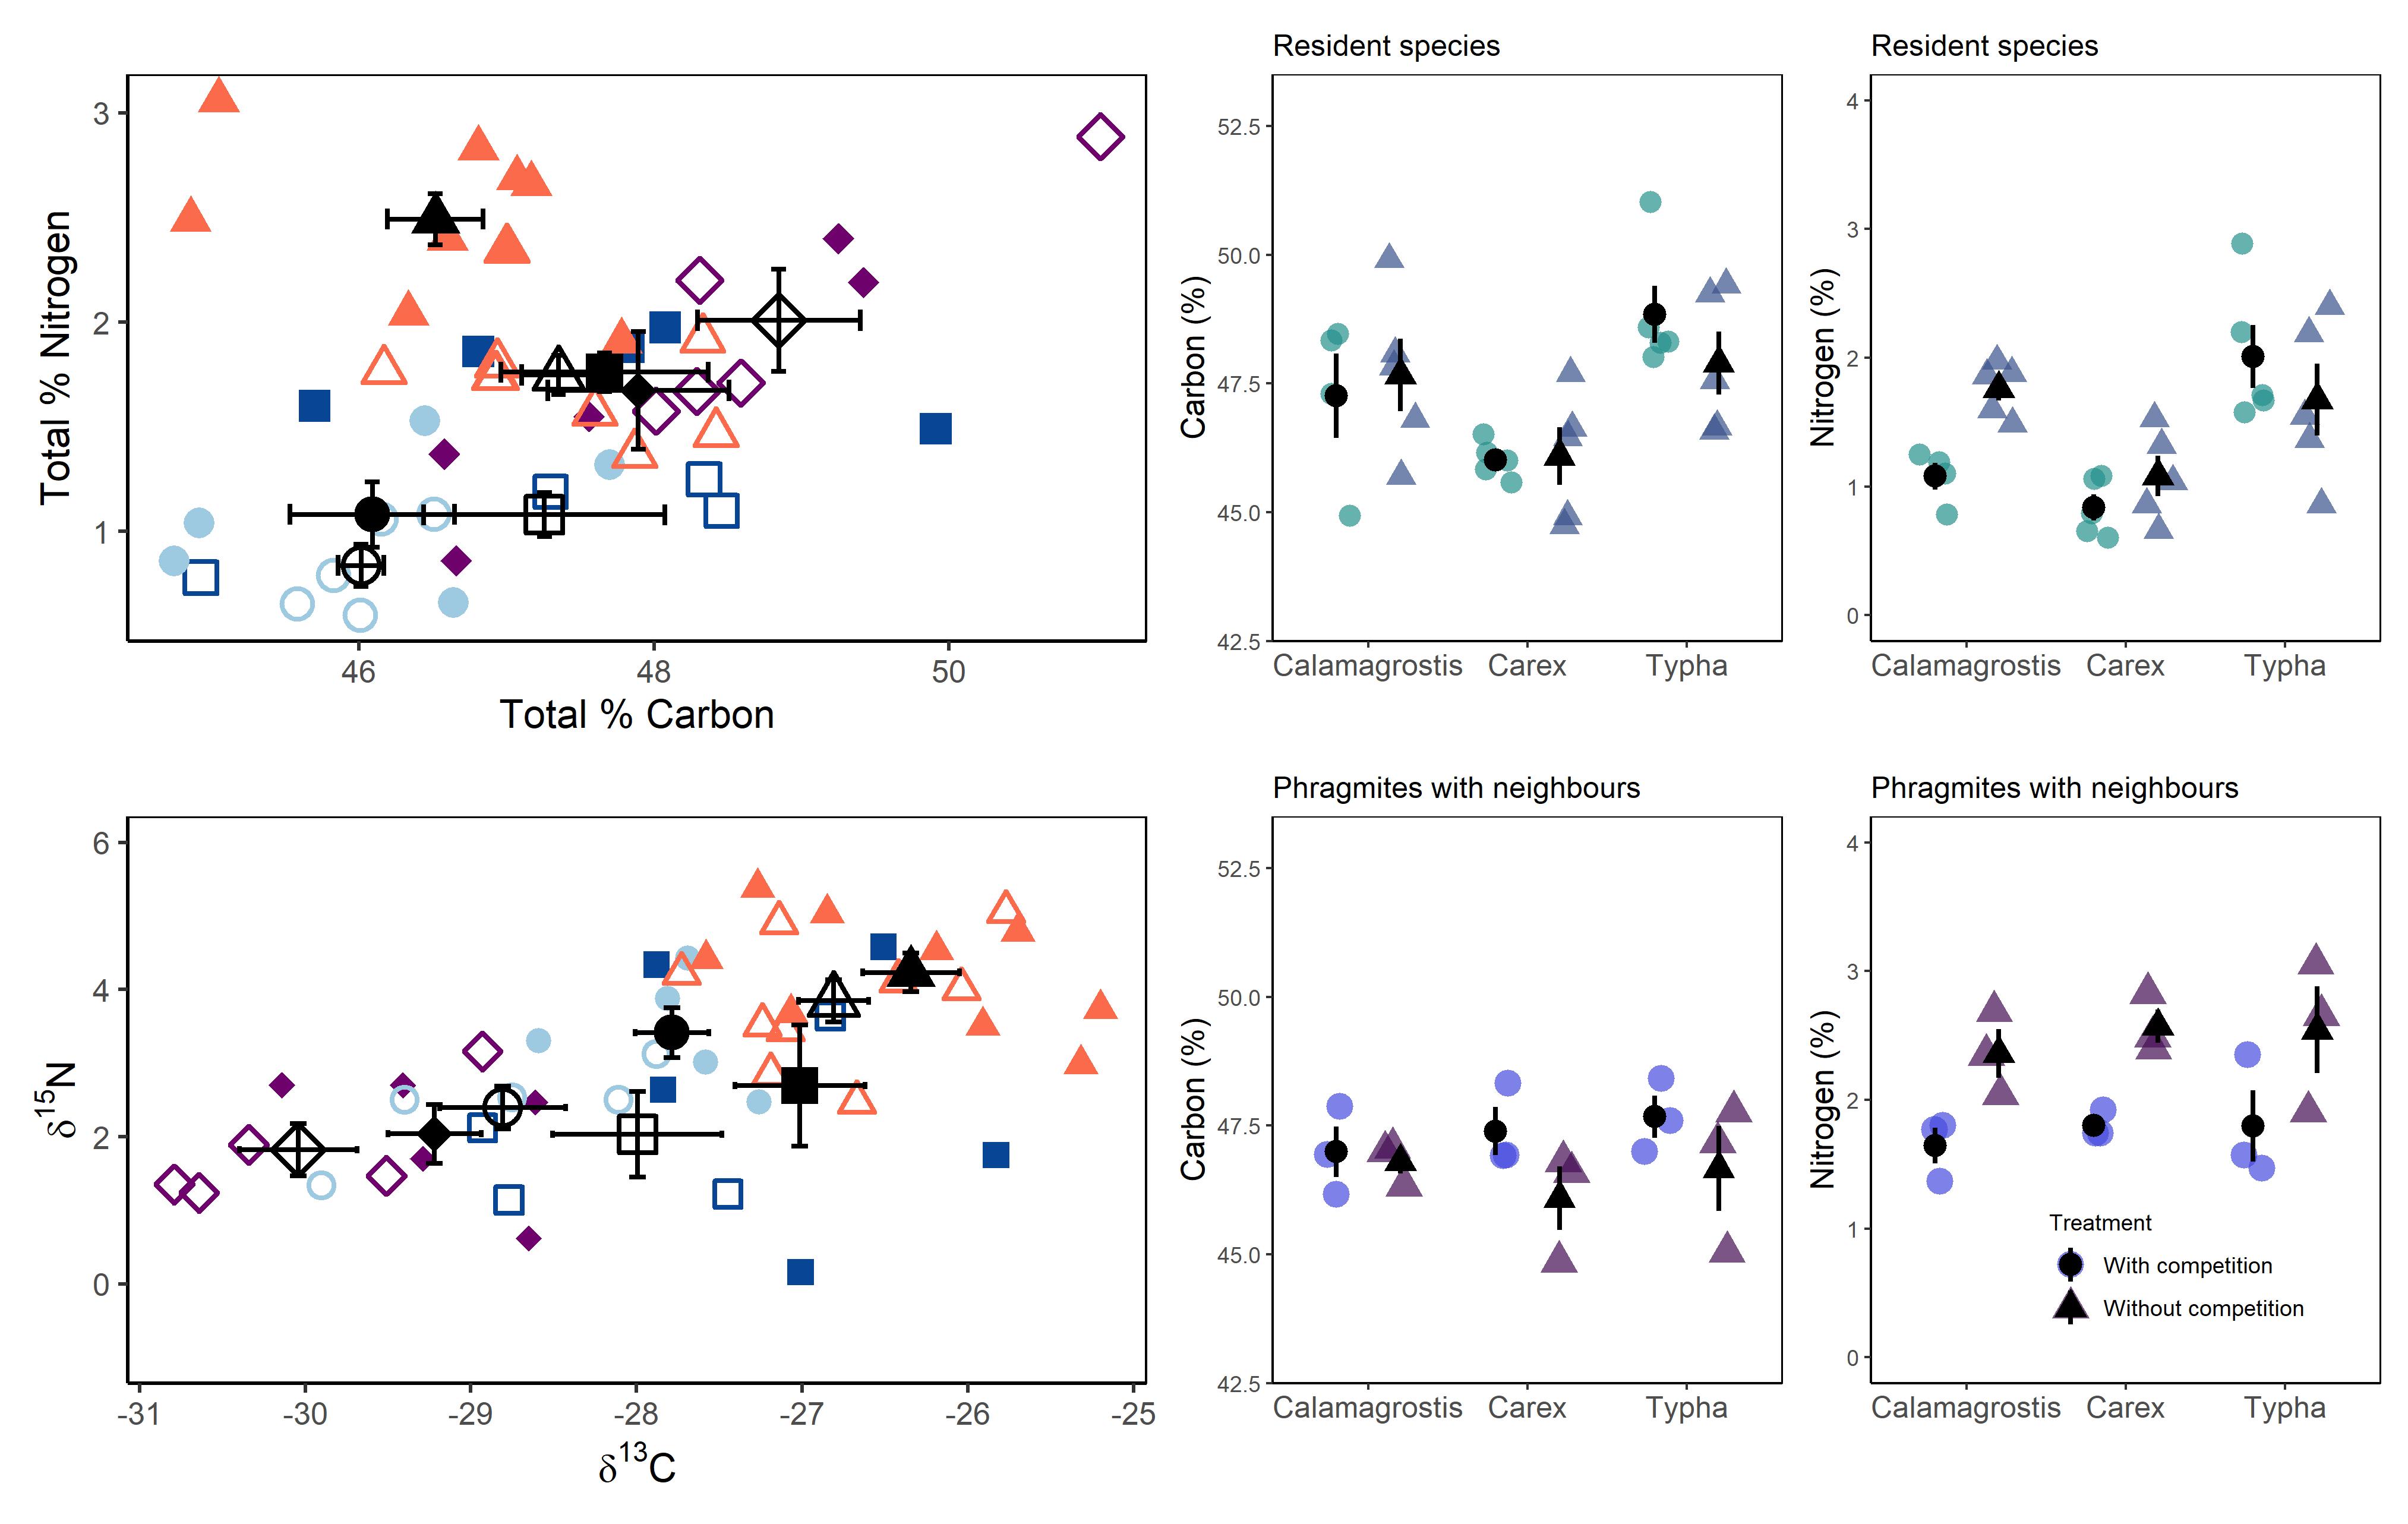 Total % Nitrogen
3
2
1
46
48
50
Total % Carbon
Resident species
Carbon (%)
52.5
50.0
47.5
45.0
42.5
Calamagrostis
Carex
Typha
Resident species
Nitrogen (%)
4
3
2
1
0
Calamagrostis
Carex
Typha
δ15N
6
4
2
0
-31
-30
-29
-28
-27
-26
-25
δ13C
Phragmites with neighbours
Carbon (%)
52.5
50.0
47.5
45.0
42.5
Calamagrostis
Carex
Typha
Phragmites with neighbours
Nitrogen (%)
4
3
2
1
0
Treatment
With competition
Without competition
Calamagrostis
Carex
Typha